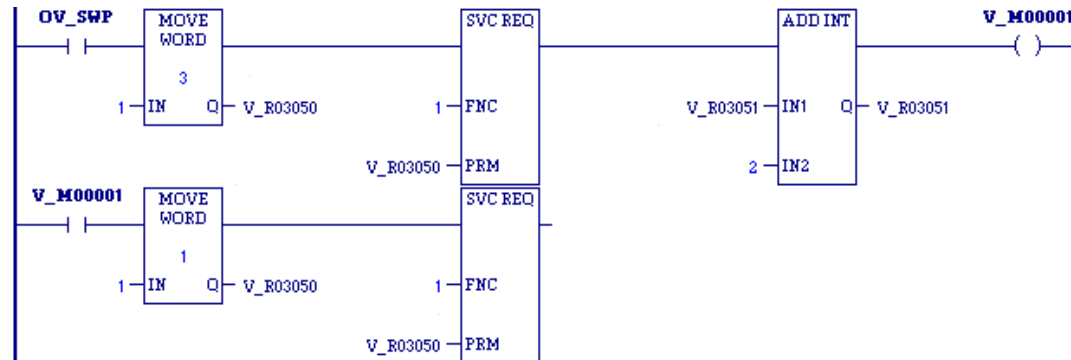 OV_SWP MOVE WORD SVC REQ ADD INT V_M00001
3
1 IN Q V_R03050 1 FNC V_R03051 IN1 Q V_R03051
V_R03050 PRM 2 IN2
V_M00001 MOVE WORD SVC REQ
1
1 IN Q V_R03050 1 FNC
V_R03050 PRM